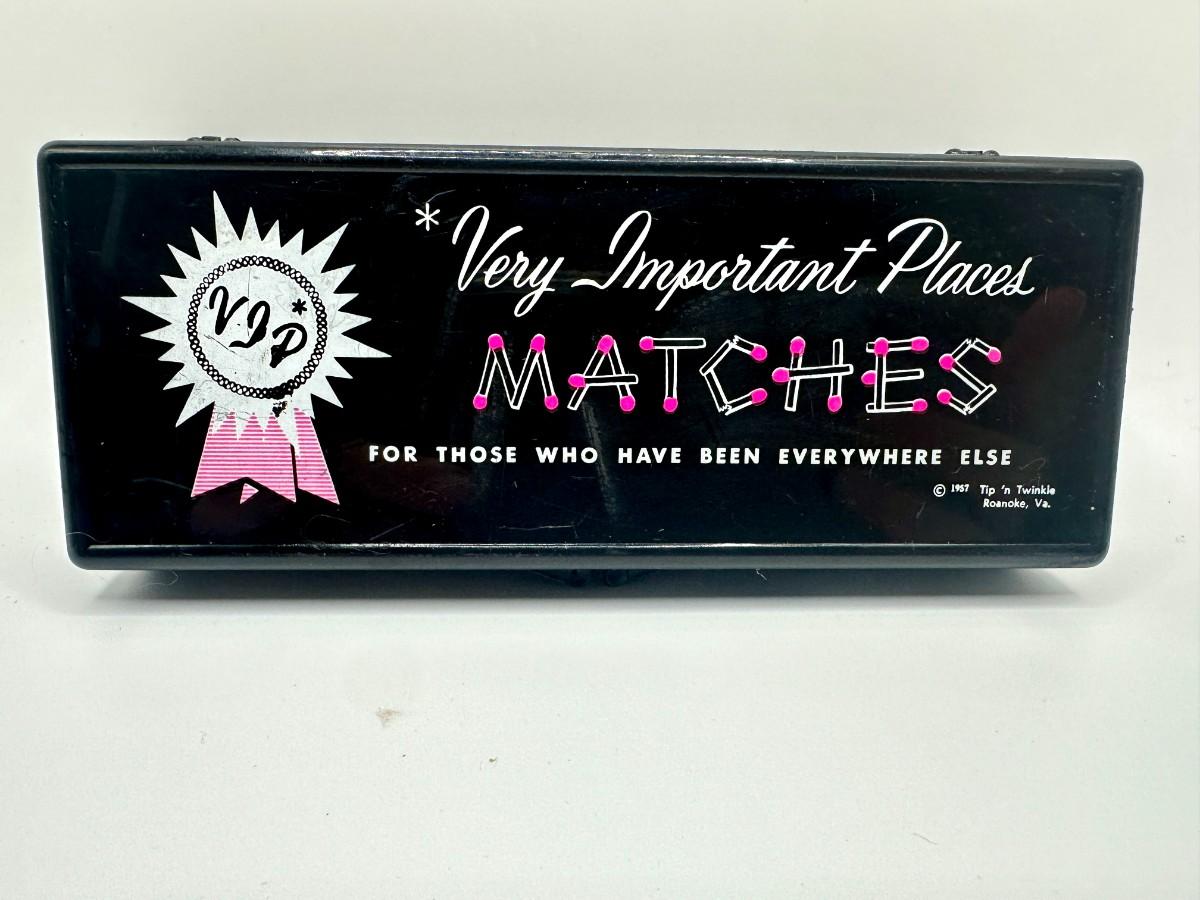 VIP*
*Very Important Places
MATCHES
FOR THOSE WHO HAVE BEEN EVERYWHERE ELSE
© 1957 Tip 'n Twinkle
Roanoke, Va.